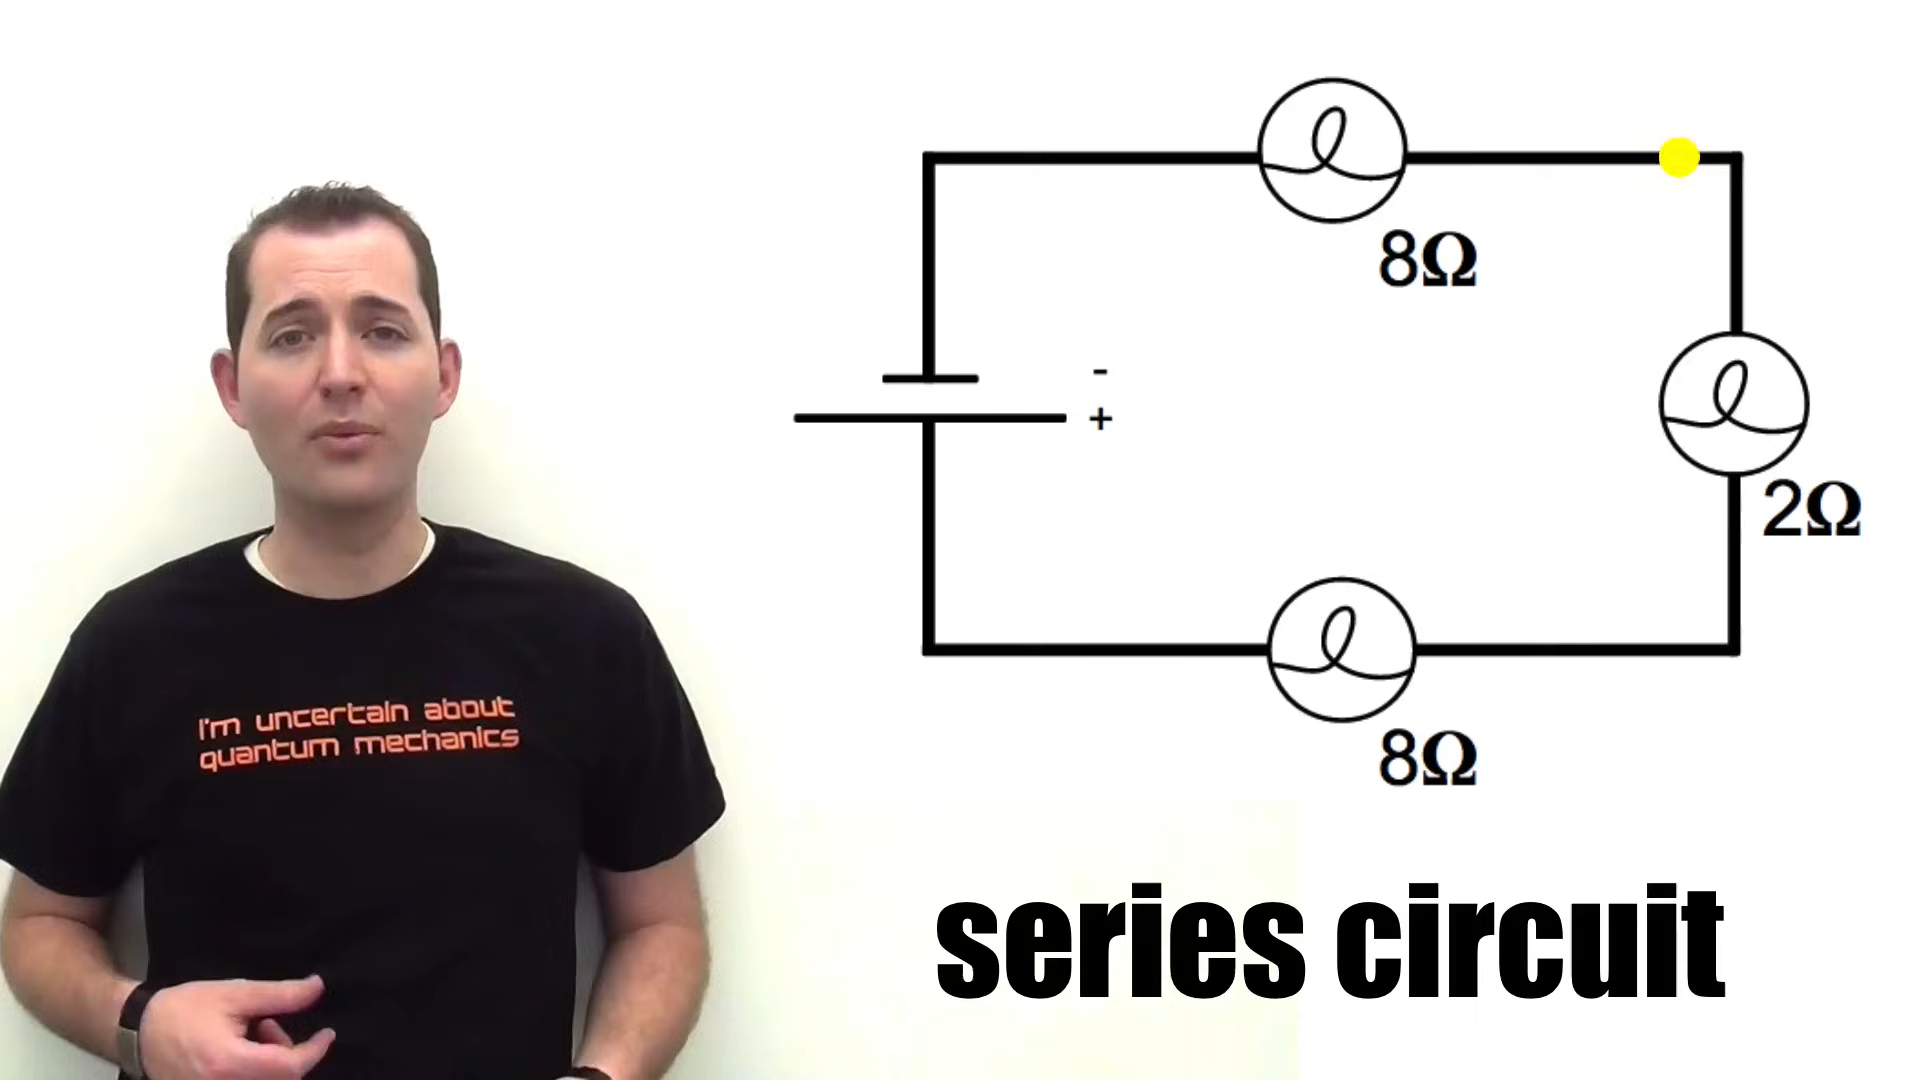 8Ω
-
+
2Ω
I'm uncertain about
quantum mechanics
8Ω
series circuit